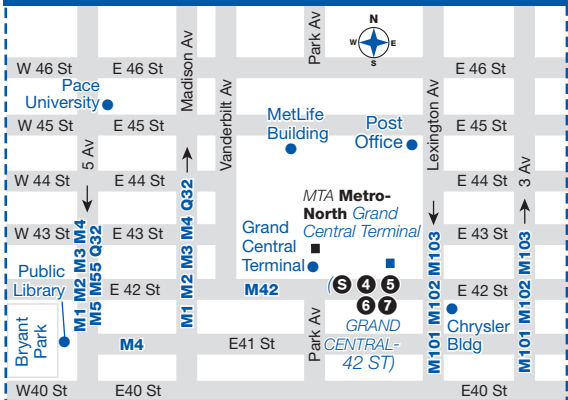 N
W E
S
Park Av
Madison Av
Vanderbilt Av
Lexington Av
5 Av
3 Av
W 46 St
E 46 St
E 46 St
Pace
University
W 45 St
E 45 St
E 45 St
MetLife
Building
Post
Office
W 44 St
E 44 St
E 44 St
MTA Metro-
North Grand
Central Terminal
W 43 St
E 43 St
E 43 St
Grand
Central
Terminal
M1 M2 M3 M4
M5 M55 Q32
M1 M2 M3 M4 Q32
M101 M102 M103
M101 M102 M103
Public
Library
E 42 St
M42
E 42 St
(S 4 5
6 7
GRAND
CENTRAL-
42 ST)
Chrysler
Bldg
Bryant
Park
M4
E41 St
Park Av
W40 St
E40 St
E40 St